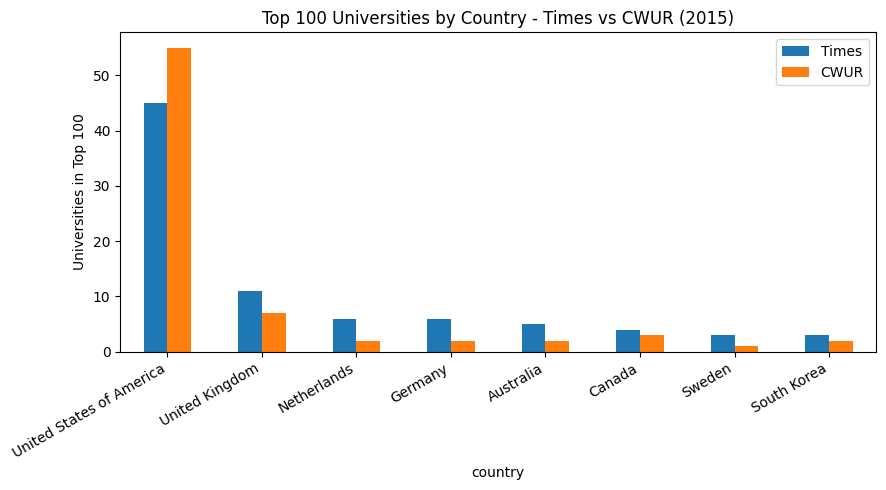 Top 100 Universities by Country - Times vs CWUR (2015)
Times
CWUR
Universities in Top 100
50
40
30
20
10
0
United States of America
United Kingdom
Netherlands
Germany
Australia
Canada
Sweden
South Korea
country